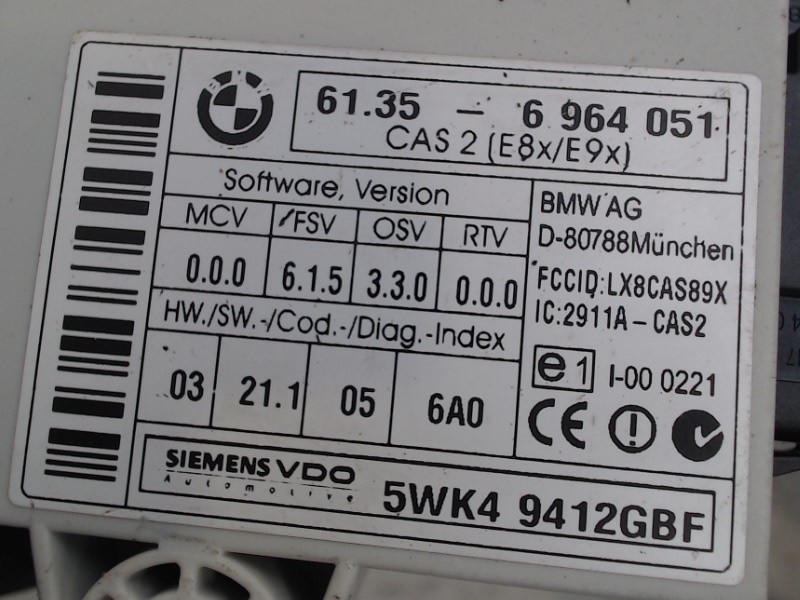 61.35 - 6 964 051
CAS 2 (E8x/E9x)
Software, Version
MCV FSV OSV RTV
0.0.0 6.1.5 3.3.0 0.0.0
HW./SW.-/Cod.-/Diag.-Index
03 21.1 05 6A0
BMW AG
D-80788München
FCCID:LX8CAS89X
IC:2911A-CAS2
e1 I-00 0221
CE
SIEMENS VDO
Automotive
5WK4 9412GBF